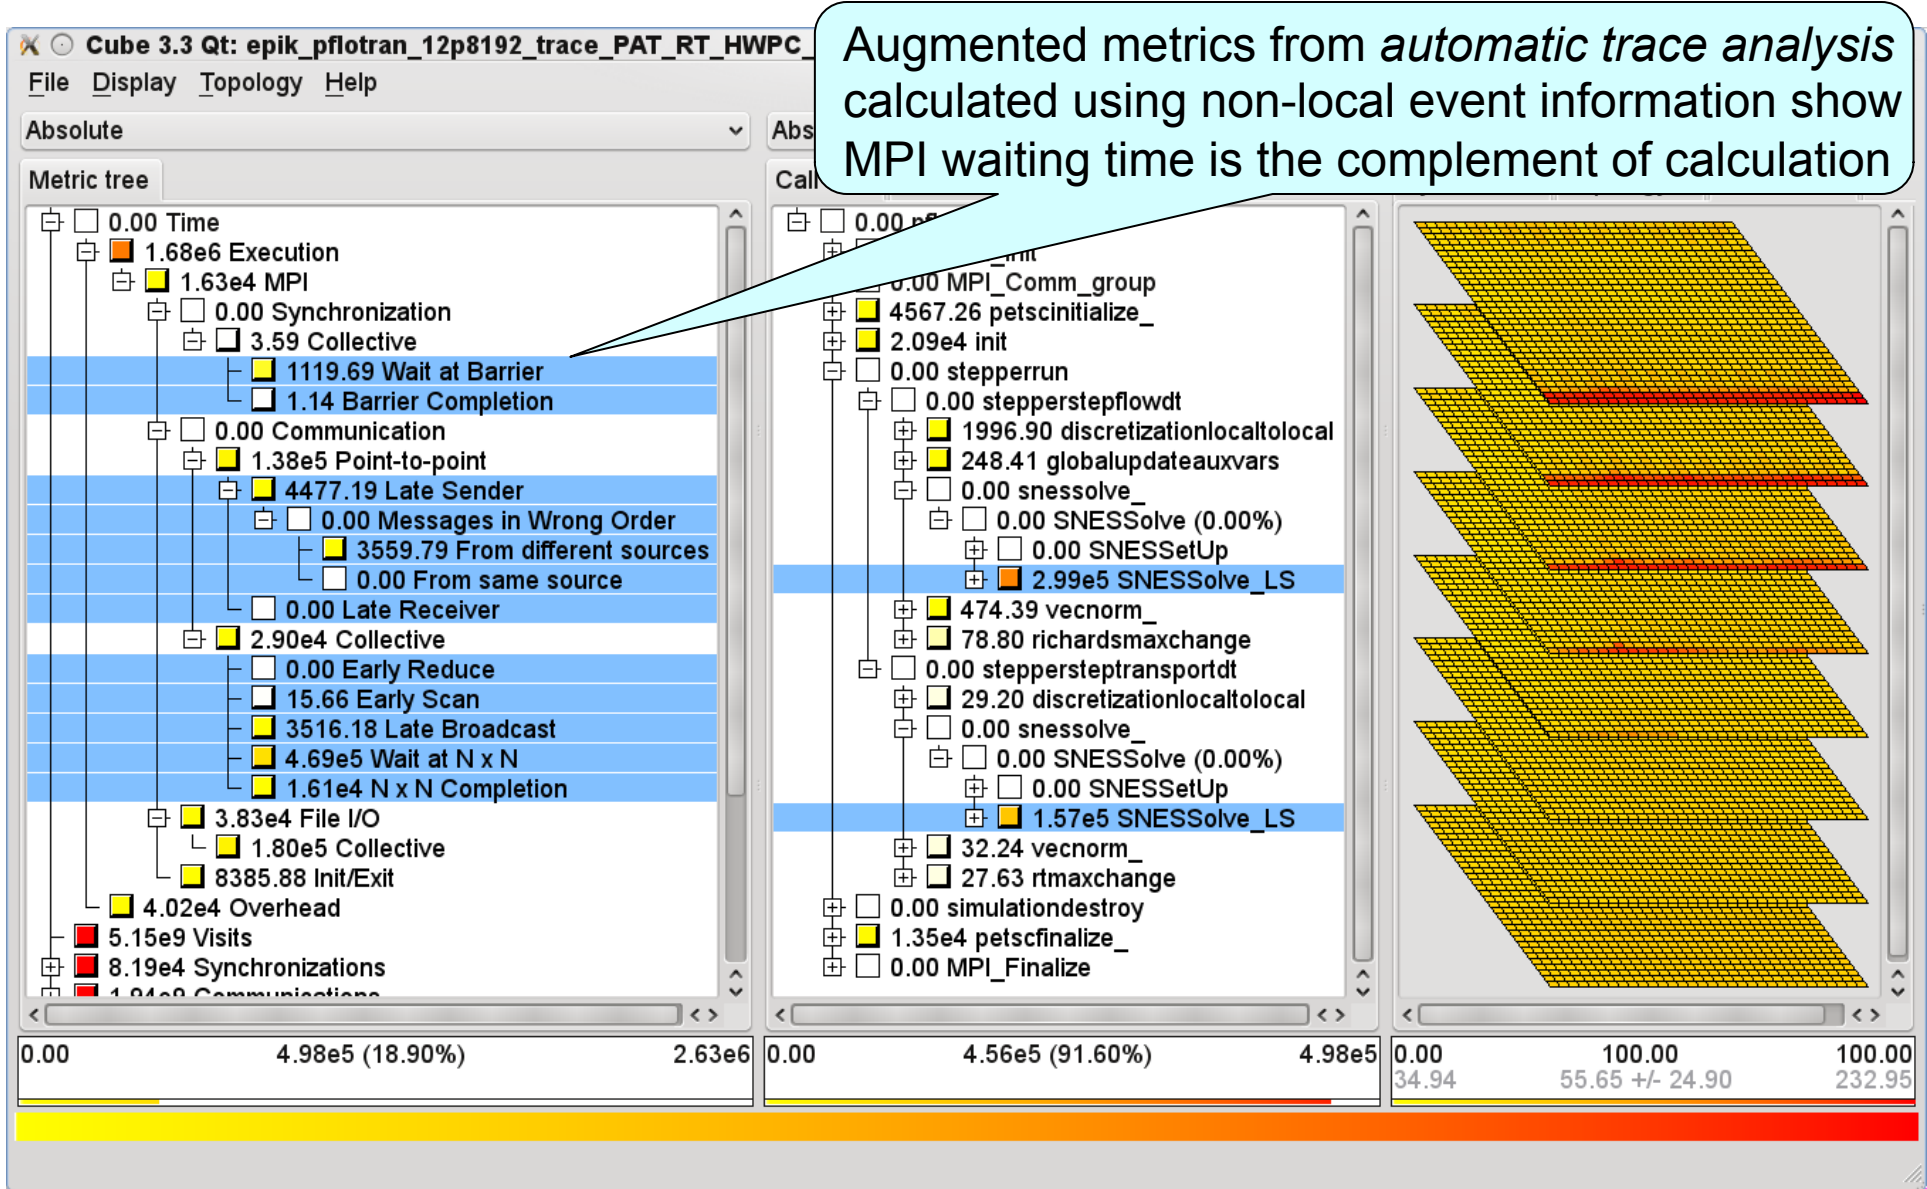 Cube 3.3 Qt: epik_pflotran_12p8192_trace_PAT_RT_HWPC_
Augmented metrics from automatic trace analysis
calculated using non-local event information show
MPI waiting time is the complement of calculation
File Display Topology Help
Absolute
Abs
Metric tree
Call
0.00 Time
1.68e6 Execution
1.63e4 MPI
0.00 Synchronization
3.59 Collective
1119.69 Wait at Barrier
1.14 Barrier Completion
0.00 Communication
1.38e5 Point-to-point
4477.19 Late Sender
0.00 Messages in Wrong Order
3559.79 From different sources
0.00 From same source
0.00 Late Receiver
2.90e4 Collective
0.00 Early Reduce
15.66 Early Scan
3516.18 Late Broadcast
4.69e5 Wait at N x N
1.61e4 N x N Completion
3.83e4 File I/O
1.80e5 Collective
8385.88 Init/Exit
4.02e4 Overhead
5.15e9 Visits
8.19e4 Synchronizations
1.94e9 Communications
0.00
0.00 MPI_Comm_group
4567.26 petscinitialize_
2.09e4 init
0.00 stepperrun
0.00 stepperstepflowdt
1996.90 discretizationlocaltolocal
248.41 globalupdateauxvars
0.00 snessolve_
0.00 SNESSolve (0.00%)
0.00 SNESSetUp
2.99e5 SNESSolve_LS
474.39 vecnorm_
78.80 richardsmaxchange
0.00 steppersteptransportdt
29.20 discretizationlocaltolocal
0.00 snessolve_
0.00 SNESSolve (0.00%)
0.00 SNESSetUp
1.57e5 SNESSolve_LS
32.24 vecnorm_
27.63 rtmaxchange
0.00 simulationdestroy
1.35e4 petscfinalize_
0.00 MPI_Finalize
0.00 4.98e5 (18.90%) 2.63e6
0.00 4.56e5 (91.60%) 4.98e5
0.00 100.00 100.00
34.94 55.65 +/- 24.90 232.95